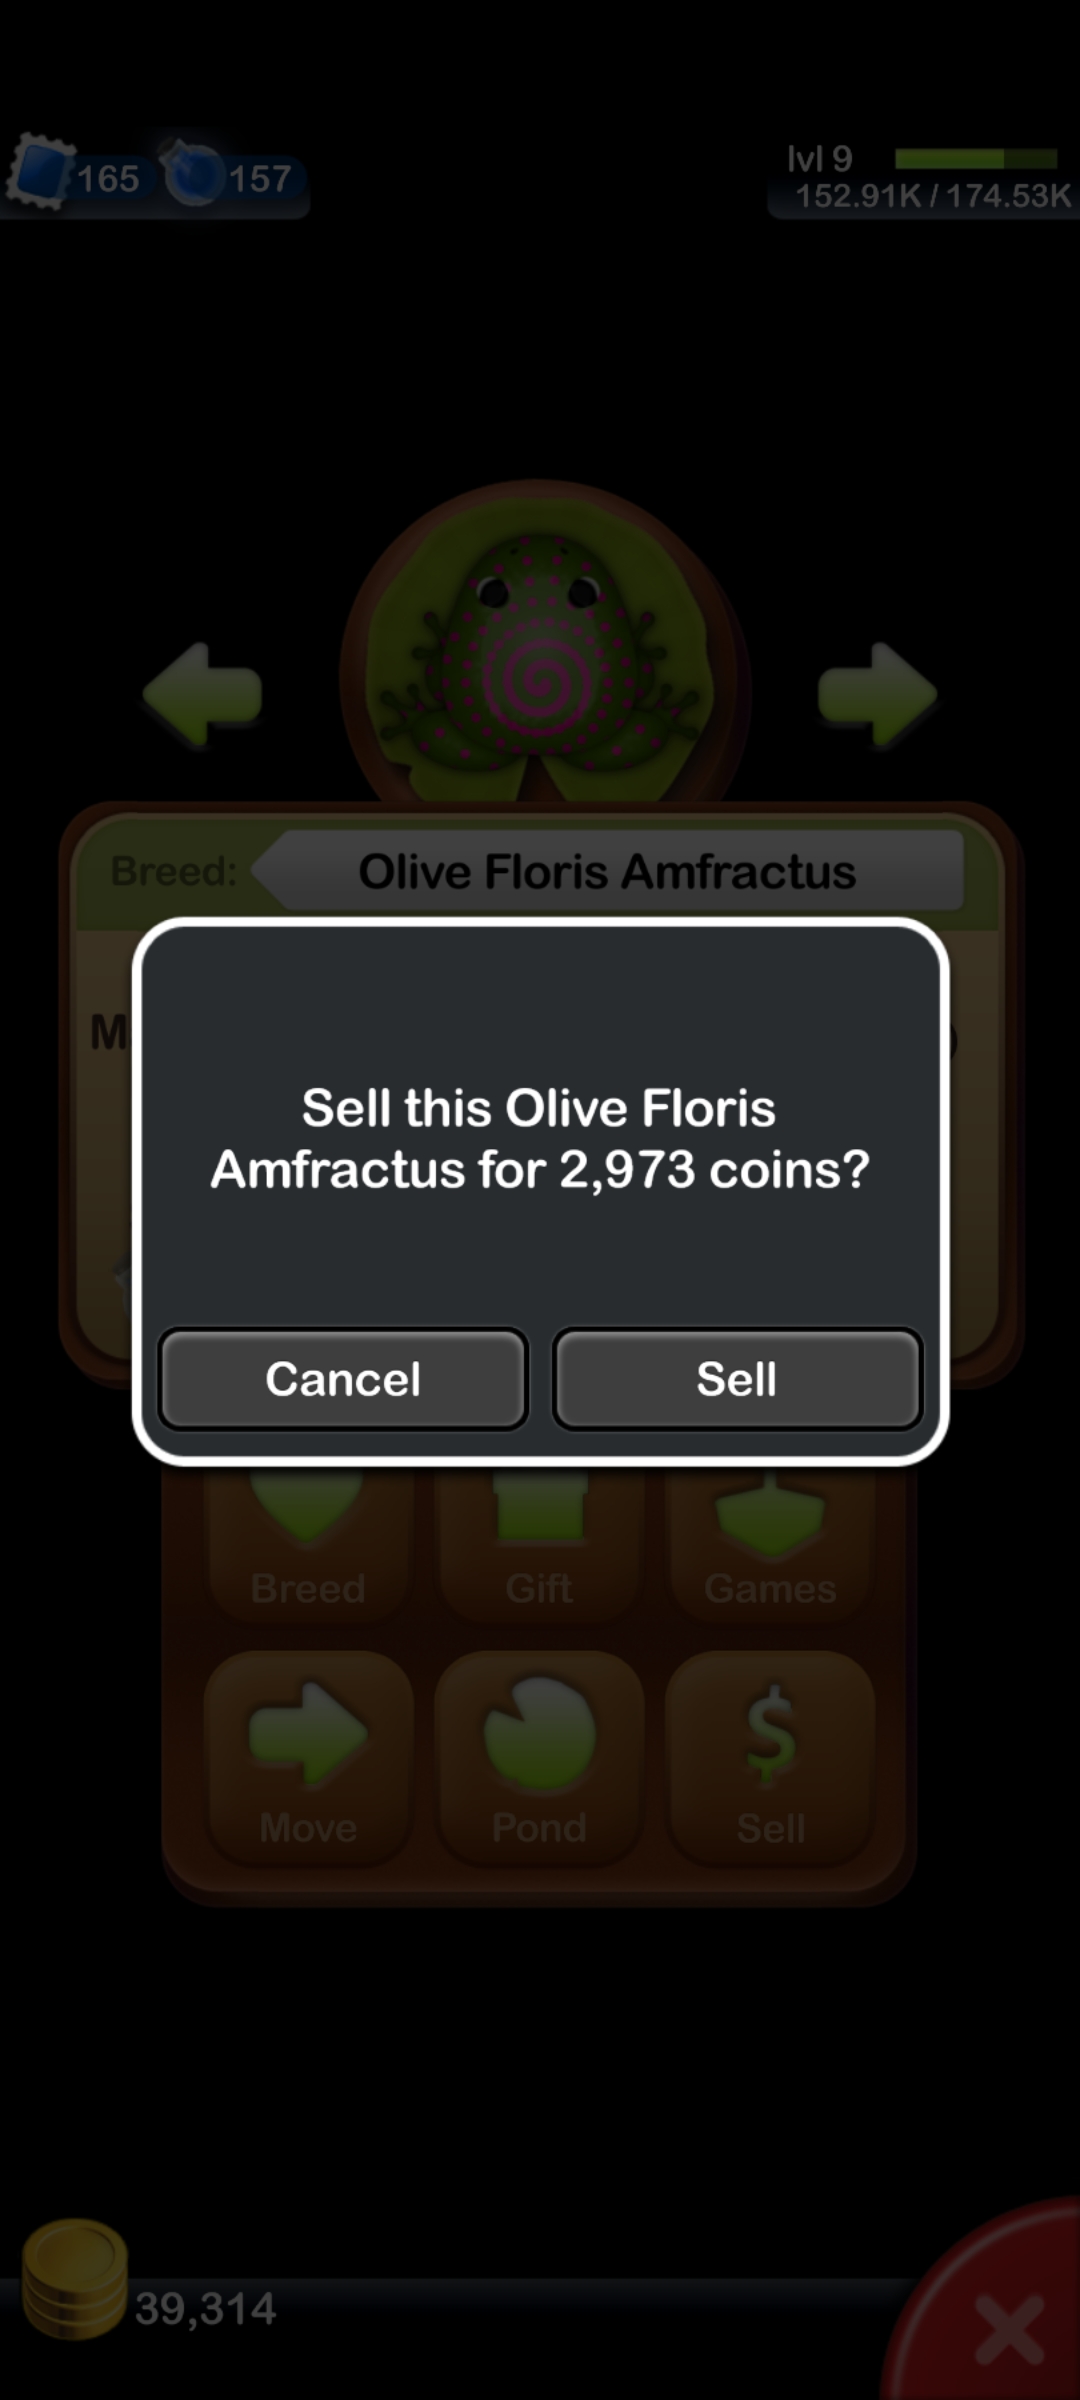 165
157
lvl 9
152.91K / 174.53K
Breed:
Olive Floris Amfractus
Sell this Olive Floris
Amfractus for 2,973 coins?
Cancel
Sell
Breed
Gift
Games
Move
Pond
Sell
39,314